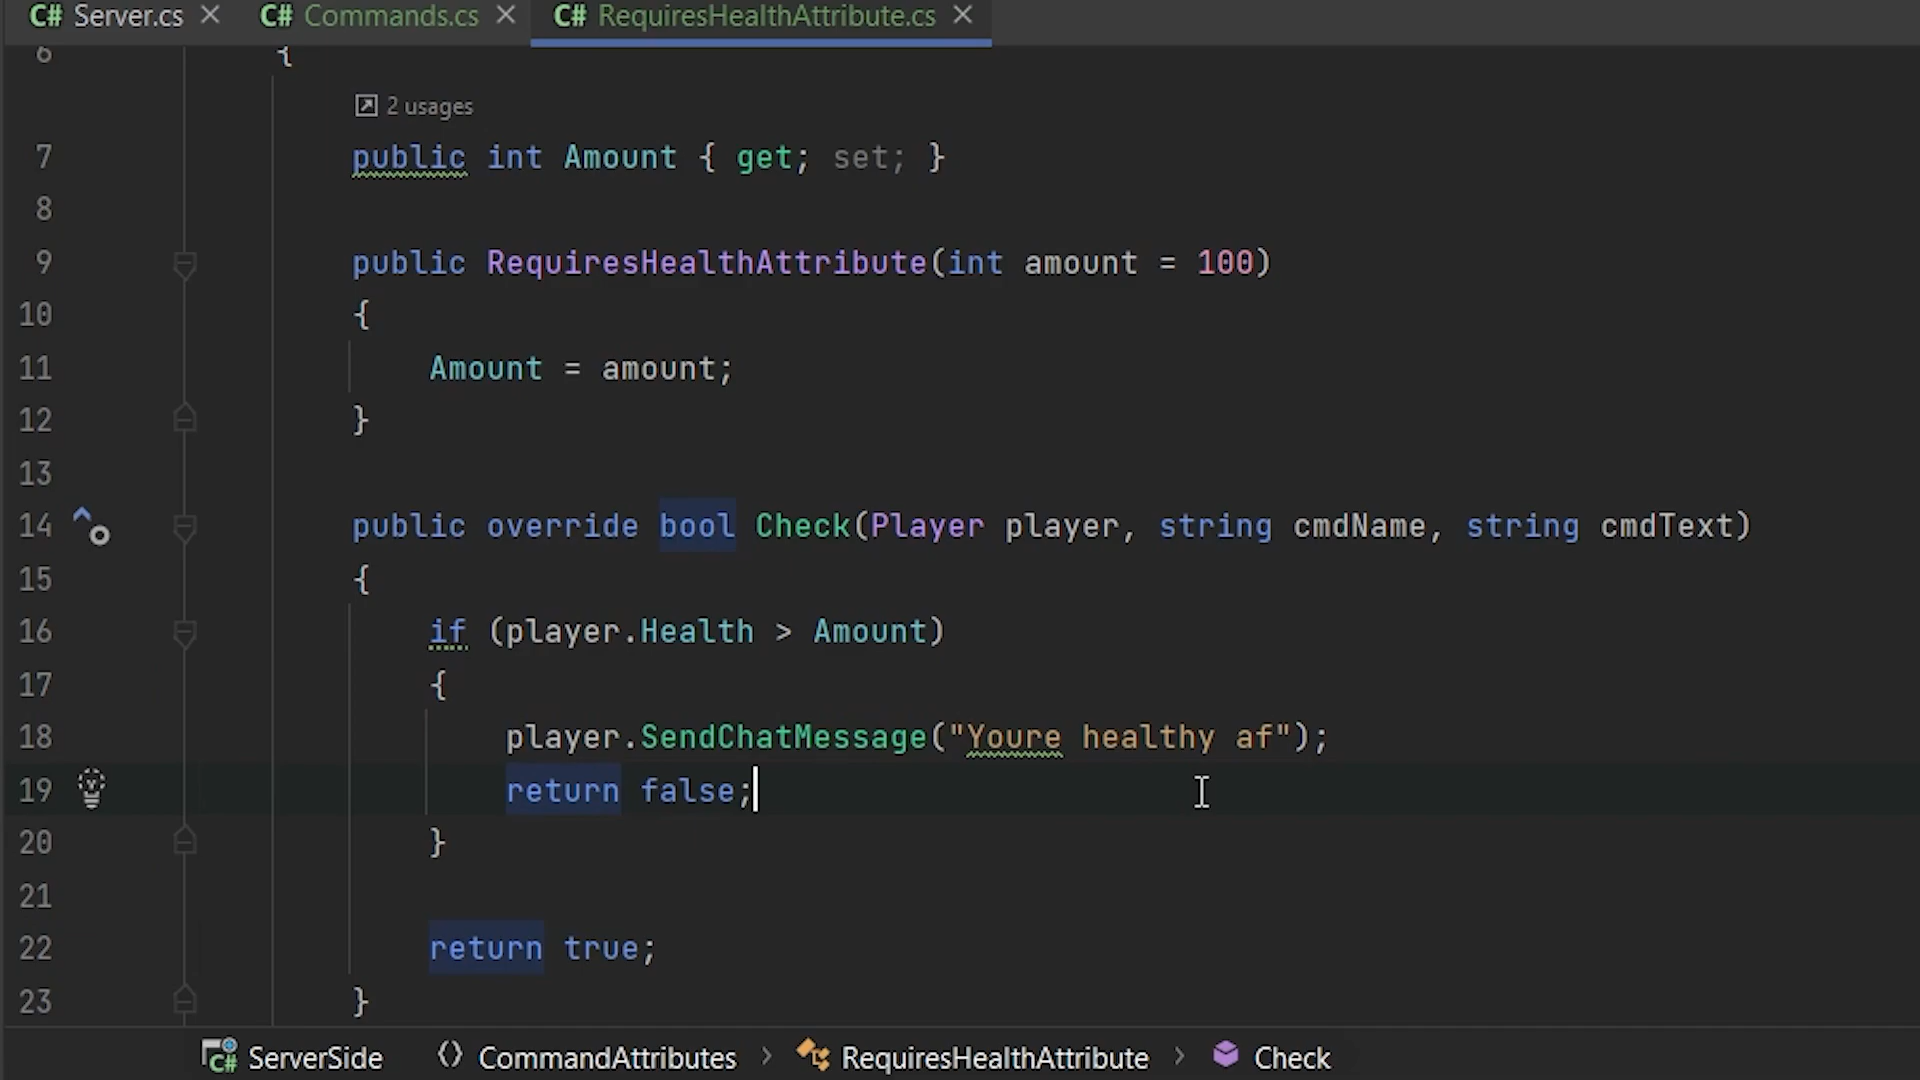 C# Server.cs × C# Commands.cs × C# RequiresHealthAttribute.cs ×
6 {
2 usages
7 public int Amount { get; set; }
8
9 public RequiresHealthAttribute(int amount = 100)
10 {
11 Amount = amount;
12 }
13
14 public override bool Check(Player player, string cmdName, string cmdText)
15 {
16 if (player.Health > Amount)
17 {
18 player.SendChatMessage("Youre healthy af");
19 return false;
20 }
21
22 return true;
23 }
C# ServerSide <> CommandAttributes > RequiresHealthAttribute > Check